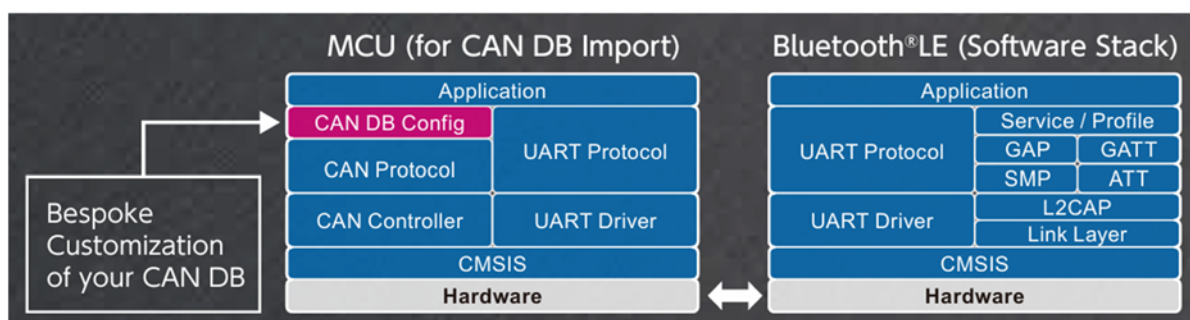 MCU (for CAN DB Import)
Application
CAN DB Config
UART Protocol
CAN Protocol
CAN Controller
UART Driver
CMSIS
Hardware
Bespoke
Customization
of your CAN DB
Bluetooth®LE (Software Stack)
Application
UART Protocol
Service / Profile
GAP
GATT
SMP
ATT
UART Driver
L2CAP
Link Layer
CMSIS
Hardware